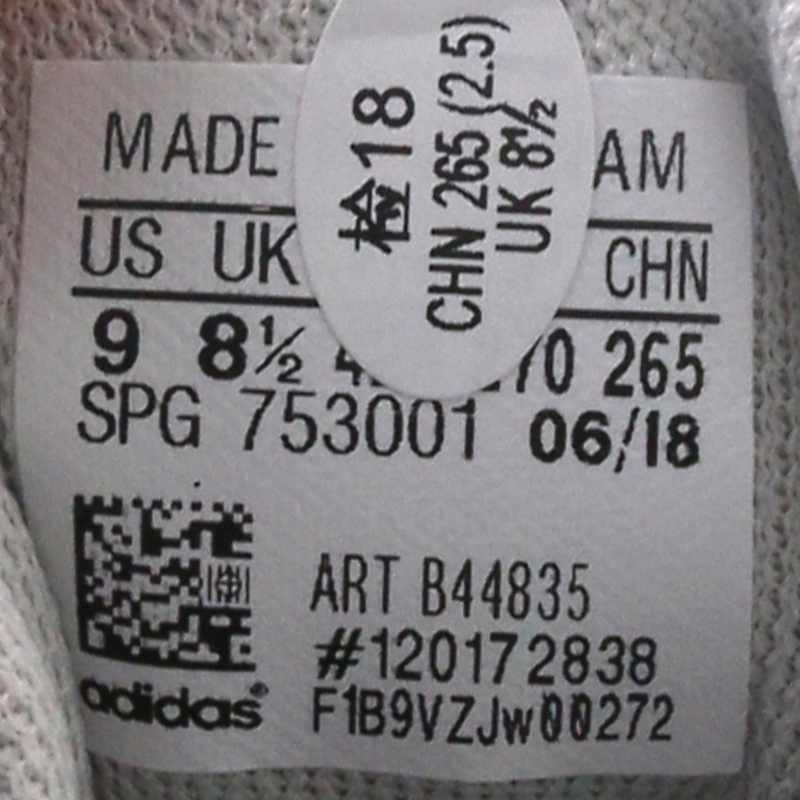 检18
CHN 265 (2.5)
UK 8½
MADE AM
US UK CHN
9 8½ 265
SPG 753001 06/18
ART B44835
#120172838
adidas®
F1B9VZJw00272